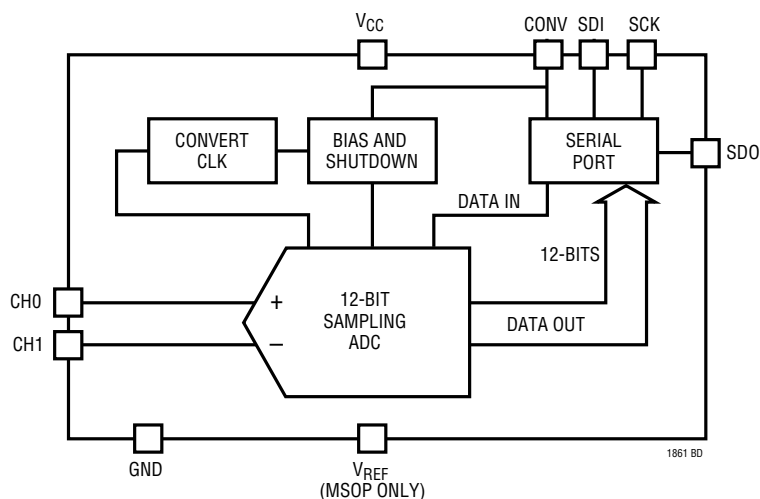 VCC
CONV
SDI
SCK
CONVERT
CLK
BIAS AND
SHUTDOWN
SERIAL
PORT
SDO
DATA IN
12-BITS
CH0
+
12-BIT
SAMPLING
ADC
DATA OUT
CH1
–
GND
VREF
(MSOP ONLY)
1861 BD